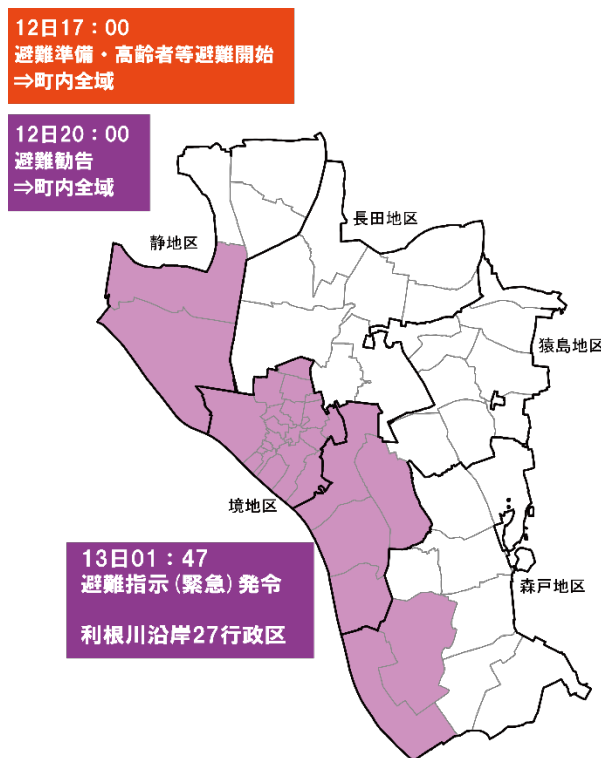 12日17：00
避難準備・高齢者等避難開始
⇒町内全域
12日20：00
避難勧告
⇒町内全域
長田地区
静地区
猿島地区
境地区
13日01：47
避難指示(緊急)発令
利根川沿岸27行政区
森戸地区